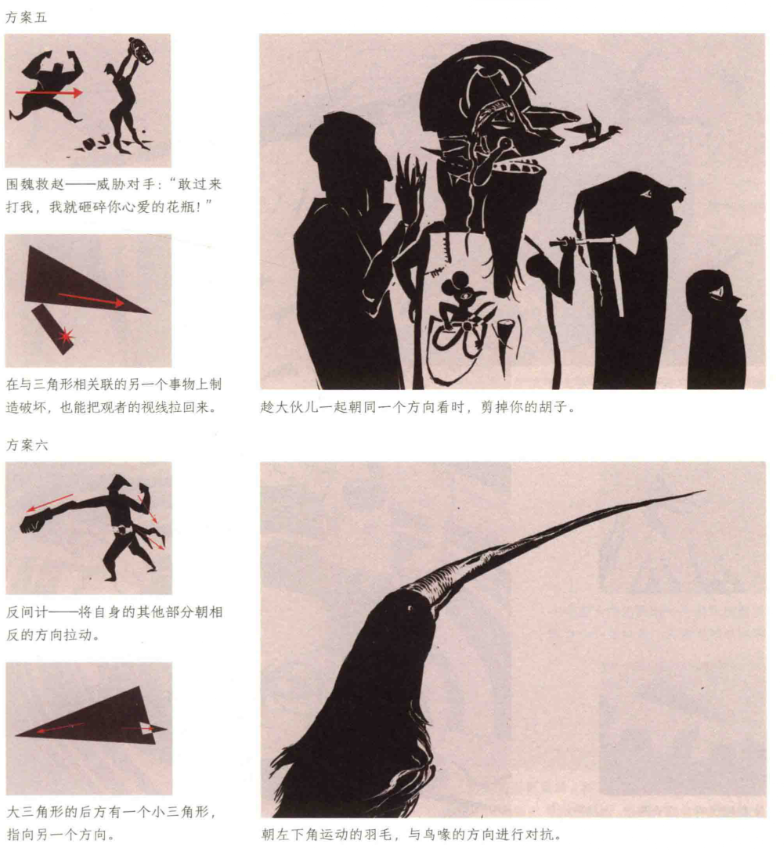 方案五
围魏救赵——威胁对手：“敢过来
打我，我就砸碎你心爱的花瓶！”
在与三角形相关联的另一个事物上制
造破坏，也能把观者的视线拉回来。
趁大伙儿一起朝同一个方向看时，剪掉你的胡子。
方案六
反间计——将自身的其他部分朝相
反的方向拉动。
大三角形的后方有一个小三角形，
指向另一个方向。
朝左下角运动的羽毛，与鸟喙的方向进行对抗。